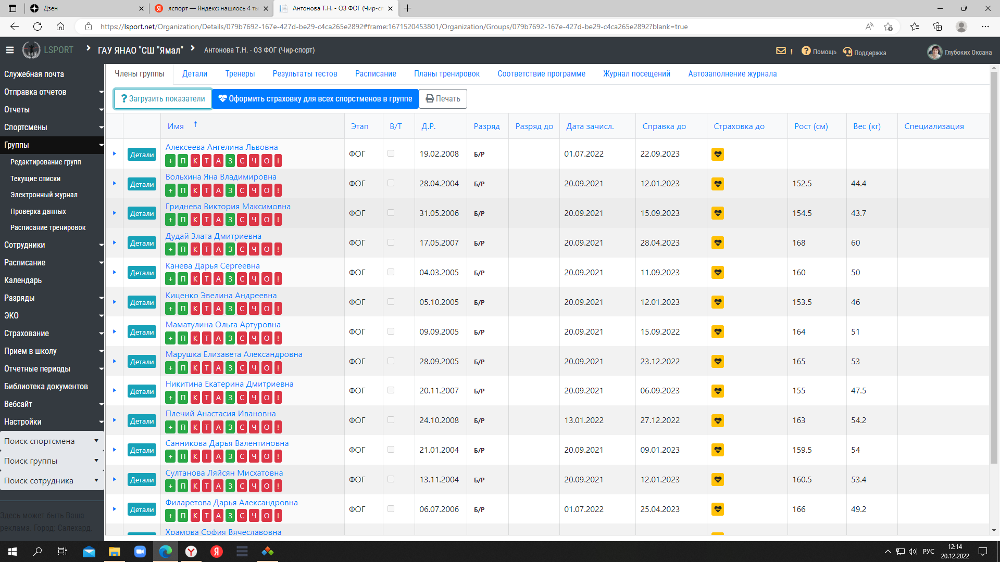 Дзен
лспорт — Яндекс: нашлось 4 ты
Антонова Т.Н. - ОЗ ФОГ (Чир-сп
https://lsport.net/Organization/Details/079b7692-167e-427d-be29-c4ca265e2892#frame:1671520453801/Organization/Groups/079b7692-167e-427d-be29-c4ca265e2892?blank=true
LSPORT ГАУ ЯНАО "СШ "Ямал" Антонова Т.Н. - ОЗ ФОГ (Чир-спорт) ! Помощь Поддержка Глубоких Оксана
Служебная почта
Отправка отчетов
Отчеты
Спортсмены
Группы
Редактирование групп
Текущие списки
Электронный журнал
Проверка данных
Расписание тренировок
Сотрудники
Расписание
Календарь
Разряды
ЭКО
Страхование
Прием в школу
Отчетные периоды
Библиотека документов
Вебсайт
Настройки
Поиск спортсмена
Поиск группы
Поиск сотрудника
Здесь может быть Ваша
реклама. Город: Салехард.
Члены группы Детали Тренеры Результаты тестов Расписание Планы тренировок Соответствие программе Журнал посещений Автозаполнение журнала
? Загрузить показатели Оформить страховку для всех спорстменов в группе Печать
Имя Этап В/Т Д.Р. Разряд Разряд до Дата зачисл. Справка до Страховка до Рост (см) Вес (кг) Специализация
Алексеева Ангелина Львовна
Детали ФОГ 19.02.2008 Б/Р 01.07.2022 22.09.2023
+ П К Т А З С Ч О !
Вольхина Яна Владимировна
Детали ФОГ 28.04.2004 Б/Р 20.09.2021 12.01.2023 152.5 44.4
+ П К Т А З С Ч О !
Гриднева Виктория Максимовна
Детали ФОГ 31.05.2006 Б/Р 20.09.2021 15.09.2023 154.5 43.7
+ П К Т А З С Ч О !
Дудай Злата Дмитриевна
Детали ФОГ 17.05.2007 Б/Р 20.09.2021 28.04.2023 168 60
+ П К Т А З С Ч О !
Канева Дарья Сергеевна
Детали ФОГ 04.03.2005 Б/Р 20.09.2021 11.09.2023 160 50
+ П К Т А З С Ч О !
Киценко Эвелина Андреевна
Детали ФОГ 05.10.2005 Б/Р 20.09.2021 12.01.2023 153.5 46
+ П К Т А З С Ч О !
Маматулина Ольга Артуровна
Детали ФОГ 09.09.2005 Б/Р 20.09.2021 15.09.2022 164 51
+ П К Т А З С Ч О !
Марушка Елизавета Александровна
Детали ФОГ 28.09.2005 Б/Р 20.09.2021 23.12.2022 165 53
+ П К Т А З С Ч О !
Никитина Екатерина Дмитриевна
Детали ФОГ 20.11.2007 Б/Р 20.09.2021 06.09.2023 155 47.5
+ П К Т А З С Ч О !
Плечий Анастасия Ивановна
Детали ФОГ 24.10.2008 Б/Р 13.01.2022 27.12.2022 163 54.2
+ П К Т А З С Ч О !
Санникова Дарья Валентиновна
Детали ФОГ 21.01.2004 Б/Р 20.09.2021 09.01.2023 159.5 54
+ П К Т А З С Ч О !
Султанова Ляйсян Мисхатовна
Детали ФОГ 13.11.2004 Б/Р 20.09.2021 12.01.2023 160.5 53.4
+ П К Т А З С Ч О !
Филаретова Дарья Александровна
Детали ФОГ 06.07.2006 Б/Р 01.07.2022 25.04.2023 166 49.2
+ П К Т А З С Ч О !
Храмова София Вячеславовна
РУС
12:14
20.12.2022